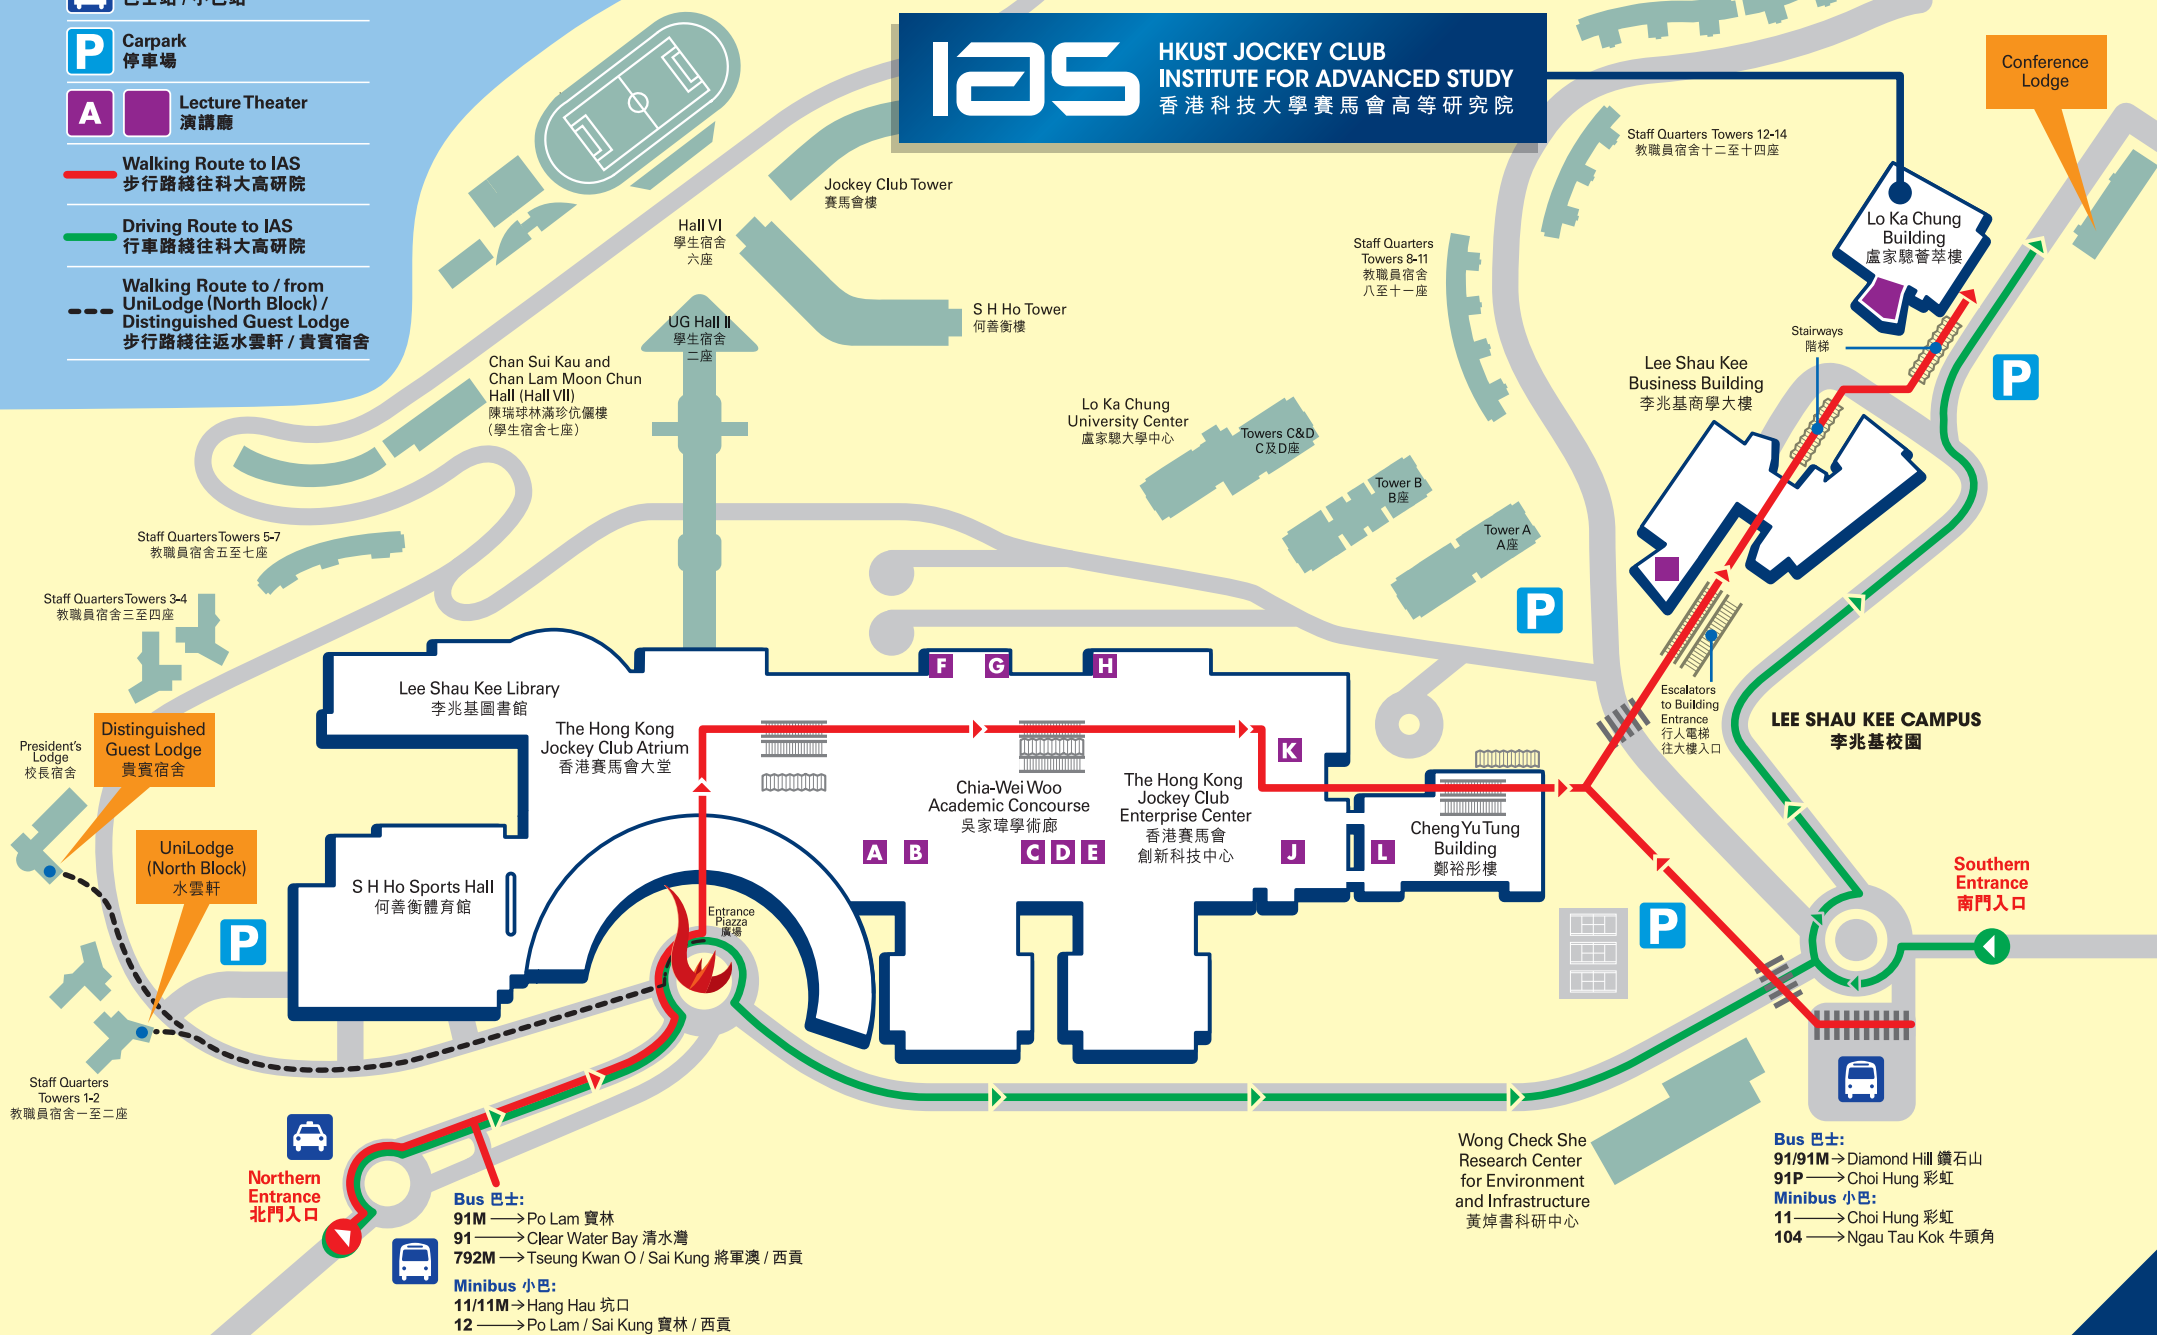 巴士站 / 小巴站
P
Carpark
停車場
A
Lecture Theater
演講廳
Walking Route to IAS
步行路綫往科大高研院
Driving Route to IAS
行車路綫往科大高研院
Walking Route to / from
UniLodge (North Block) /
Distinguished Guest Lodge
步行路綫往返水雲軒 / 貴賓宿舍
IAS
HKUST JOCKEY CLUB
INSTITUTE FOR ADVANCED STUDY
香港科技大學賽馬會高等研究院
Conference
Lodge
Staff Quarters Towers 12-14
教職員宿舍十二至十四座
Jockey Club Tower
賽馬會樓
Hall VI
學生宿舍
六座
Lo Ka Chung
Building
盧家驄薈萃樓
Staff Quarters
Towers 8-11
教職員宿舍
八至十一座
S H Ho Tower
何善衡樓
UG Hall II
學生宿舍
二座
Stairways
階梯
Chan Sui Kau and
Chan Lam Moon Chun
Hall (Hall VII)
陳瑞球林滿珍伉儷樓
(學生宿舍七座)
Lee Shau Kee
Business Building
李兆基商學大樓
P
Lo Ka Chung
University Center
盧家驄大學中心
Towers C&D
C及D座
Tower B
B座
Tower A
A座
Staff Quarters Towers 5-7
教職員宿舍五至七座
Staff Quarters Towers 3-4
教職員宿舍三至四座
P
F
G
H
Lee Shau Kee Library
李兆基圖書館
Escalators
to Building
Entrance
行人電梯
往大樓入口
LEE SHAU KEE CAMPUS
李兆基校園
Distinguished
Guest Lodge
貴賓宿舍
President's
Lodge
校長宿舍
The Hong Kong
Jockey Club Atrium
香港賽馬會大堂
K
Chia-Wei Woo
Academic Concourse
吳家瑋學術廊
The Hong Kong
Jockey Club
Enterprise Center
香港賽馬會
創新科技中心
Cheng Yu Tung
Building
鄭裕彤樓
A
B
C
D
E
J
L
UniLodge
(North Block)
水雲軒
S H Ho Sports Hall
何善衡體育館
Entrance
Piazza
廣場
Southern
Entrance
南門入口
P
P
Staff Quarters
Towers 1-2
教職員宿舍一至二座
Northern
Entrance
北門入口
Bus 巴士:
91M → Po Lam 寶林
91 → Clear Water Bay 清水灣
792M → Tseung Kwan O / Sai Kung 將軍澳 / 西貢
Minibus 小巴:
11/11M → Hang Hau 坑口
12 → Po Lam / Sai Kung 寶林 / 西貢
Wong Check She
Research Center
for Environment
and Infrastructure
黃焯書科研中心
Bus 巴士:
91/91M → Diamond Hill 鑽石山
91P → Choi Hung 彩虹
Minibus 小巴:
11 → Choi Hung 彩虹
104 → Ngau Tau Kok 牛頭角